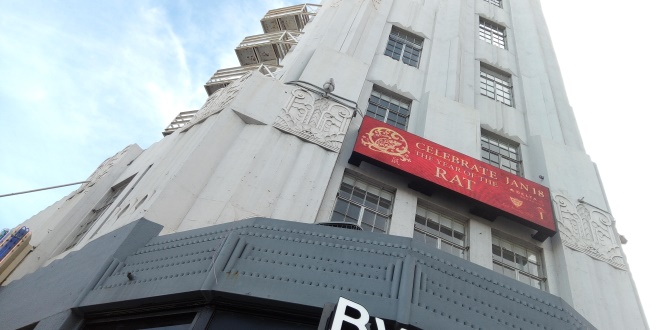 CELEBRATE JAN 18
THE YEAR OF THE
RAT
BY